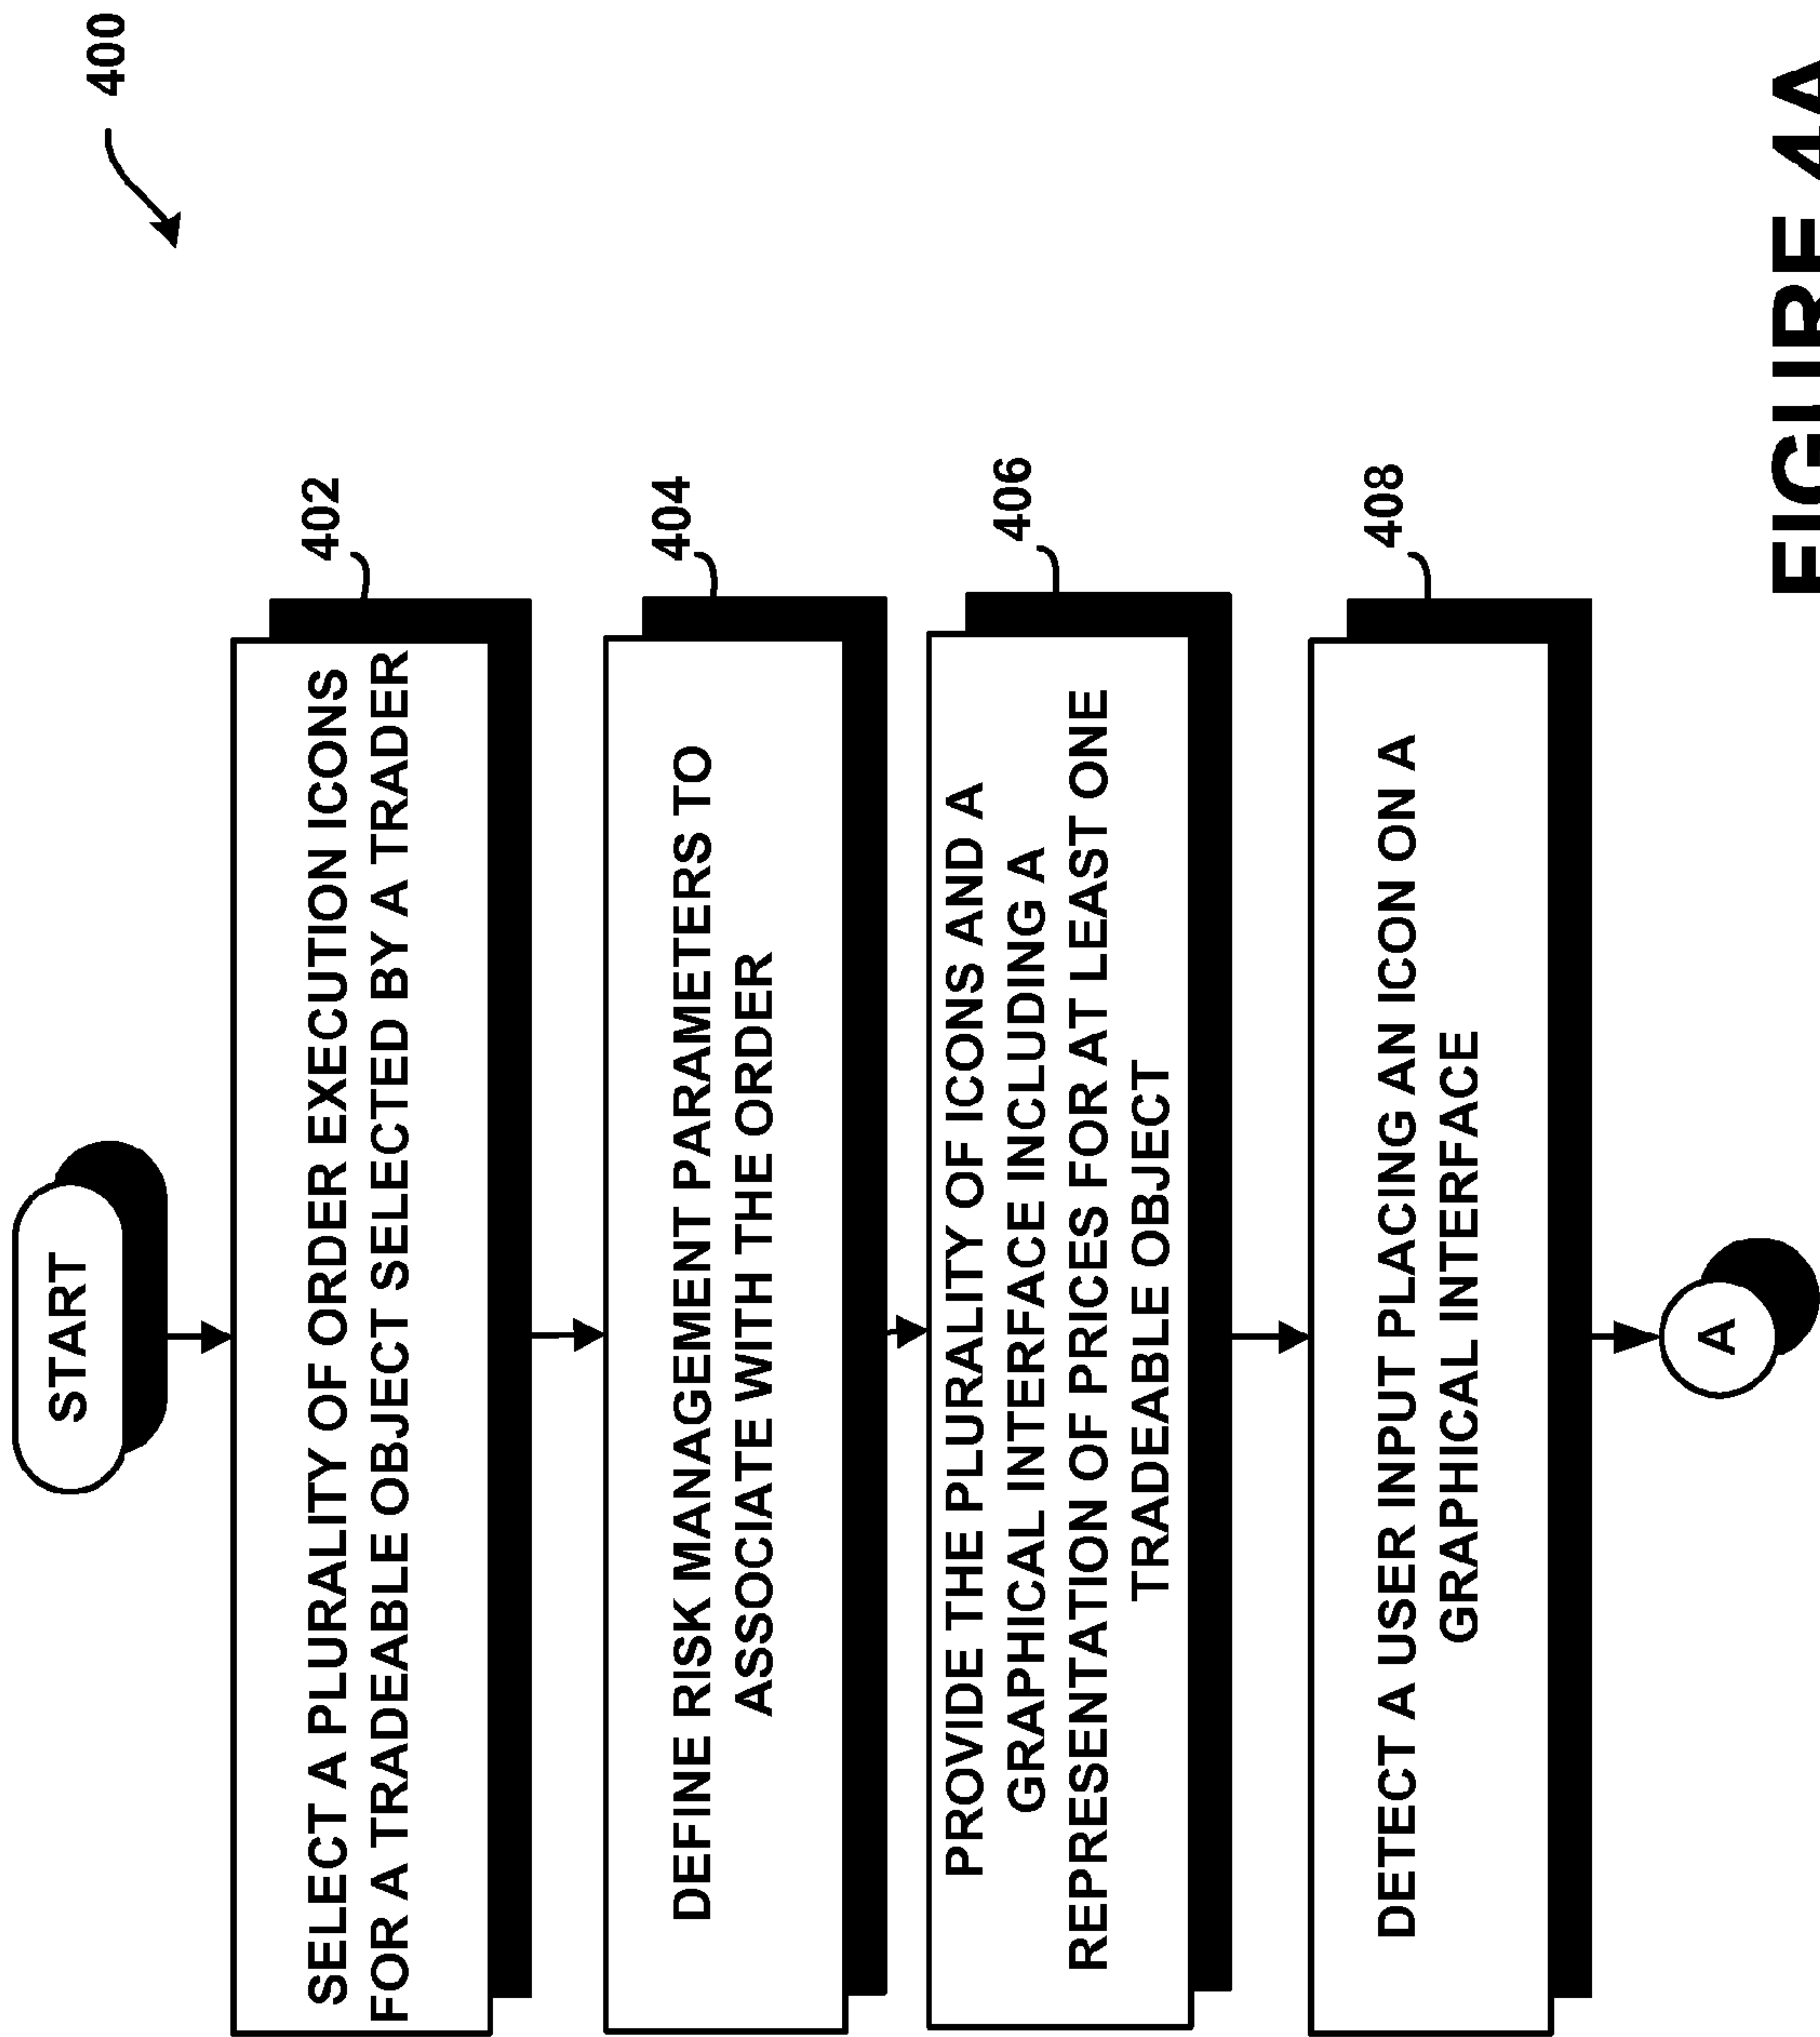 400
START
SELECT A PLURALITY OF ORDER EXECUTION ICONS
FOR A TRADEABLE OBJECT SELECTED BY A TRADER
402
DEFINE RISK MANAGEMENT PARAMETERS TO
ASSOCIATE WITH THE ORDER
404
PROVIDE THE PLURALITY OF ICONS AND A
GRAPHICAL INTERFACE INCLUDING A
REPRESENTATION OF PRICES FOR AT LEAST ONE
TRADEABLE OBJECT
406
DETECT A USER INPUT PLACING AN ICON ON A
GRAPHICAL INTERFACE
408
A
FIGURE 4A